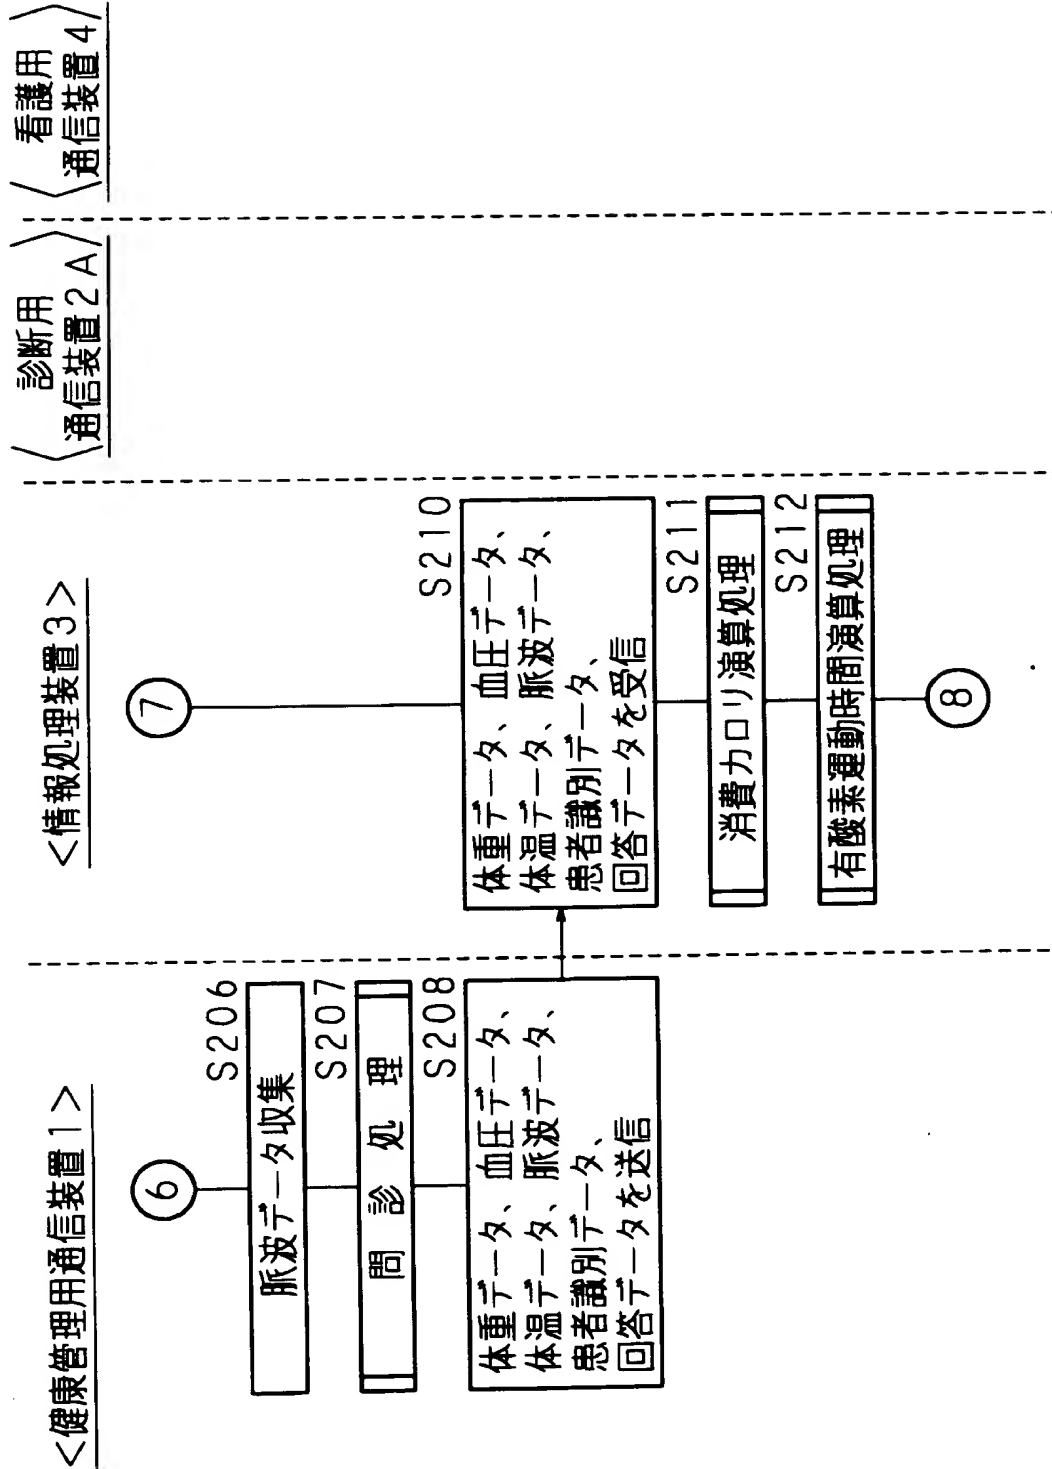 <健康管理用通信装置1>
⑥
S206
脈波データ収集
S207
問診処理
S208
体重データ、血圧データ、
体温データ、脈波データ、
患者識別データ、
回答データを送信
<情報処理装置3>
⑦
S210
体重データ、血圧データ、
体温データ、脈波データ、
患者識別データ、
回答データを受信
S211
消費カロリ演算処理
S212
有酸素運動時間演算処理
⑧
診断用
通信装置2A
看護用
通信装置4